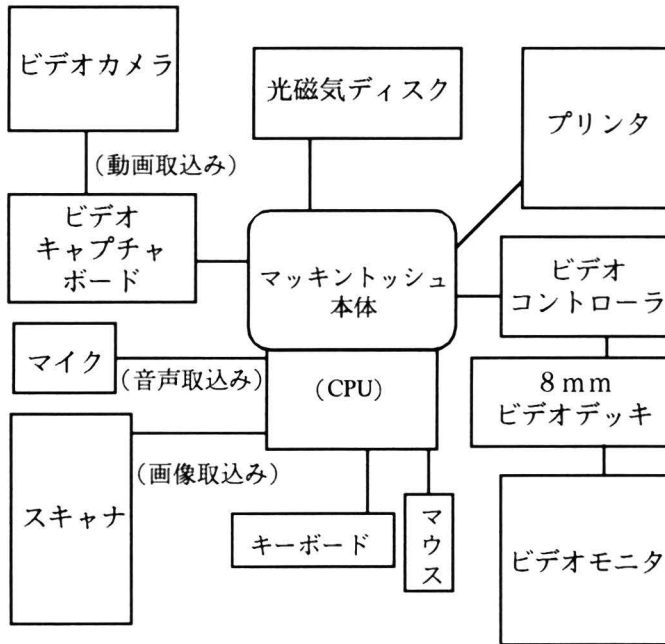 ビデオカメラ
光磁気ディスク
プリンタ
（動画取込み）
ビデオ
キャプチャ
ボード
マッキントッシュ
本体
ビデオ
コントローラ
マイク
（音声取込み）
（CPU）
８mm
ビデオデッキ
スキャナ
（画像取込み）
キーボード
マウス
ビデオモニタ